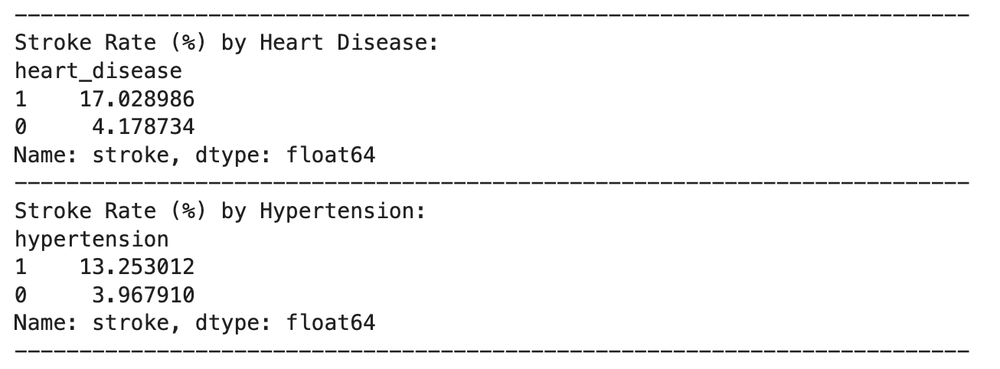 --------------------------------------------------------------------------
Stroke Rate (%) by Heart Disease:
heart_disease
1    17.028986
0     4.178734
Name: stroke, dtype: float64
--------------------------------------------------------------------------
Stroke Rate (%) by Hypertension:
hypertension
1    13.253012
0     3.967910
Name: stroke, dtype: float64
--------------------------------------------------------------------------